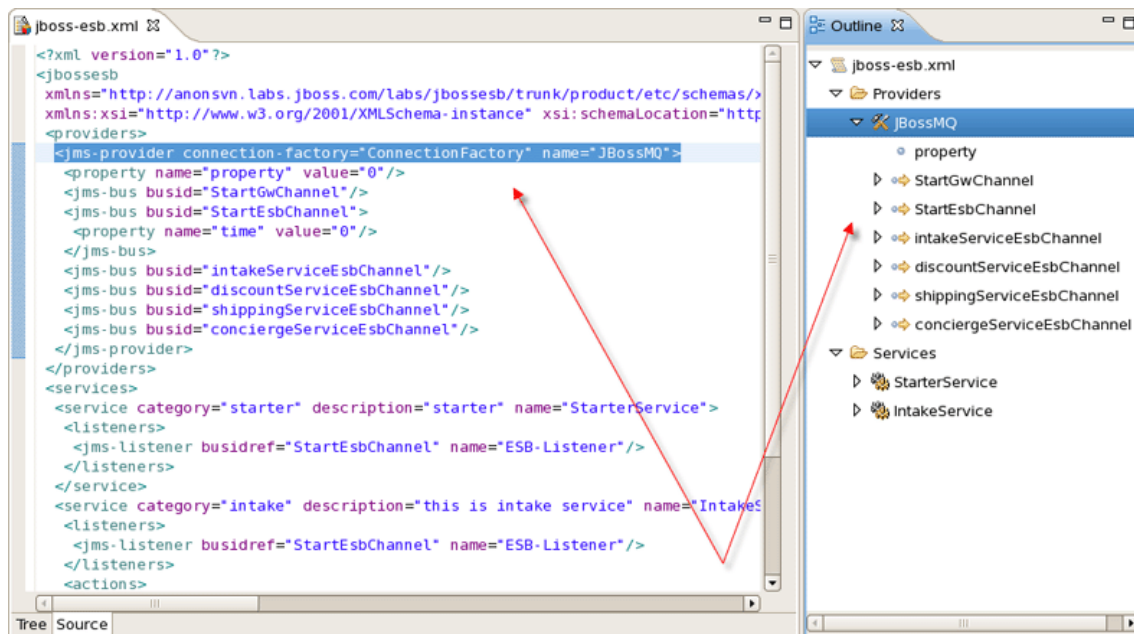 jboss-esb.xml
<?xml version="1.0"?>
<jbossesb
xmlns="http://anonsvn.labs.jboss.com/labs/jbossesb/trunk/product/etc/schemas/
xmlns:xsi="http://www.w3.org/2001/XMLSchema-instance" xsi:schemaLocation="http
<providers>
<jms-provider connection-factory="ConnectionFactory" name="JBossMQ">
<property name="property" value="0"/>
<jms-bus busid="StartGwChannel"/>
<jms-bus busid="StartEsbChannel">
<property name="time" value="0"/>
</jms-bus>
<jms-bus busid="intakeServiceEsbChannel"/>
<jms-bus busid="discountServiceEsbChannel"/>
<jms-bus busid="shippingServiceEsbChannel"/>
<jms-bus busid="conciergeServiceEsbChannel"/>
</jms-provider>
</providers>
<services>
<service category="starter" description="starter" name="StarterService">
<listeners>
<jms-listener busidref="StartEsbChannel" name="ESB-Listener"/>
</listeners>
</service>
<service category="intake" description="this is intake service" name="IntakeS
<listeners>
<jms-listener busidref="StartEsbChannel" name="ESB-Listener"/>
</listeners>
<actions>
Tree Source
Outline
jboss-esb.xml
Providers
JBossMQ
property
StartGwChannel
StartEsbChannel
intakeServiceEsbChannel
discountServiceEsbChannel
shippingServiceEsbChannel
conciergeServiceEsbChannel
Services
StarterService
IntakeService